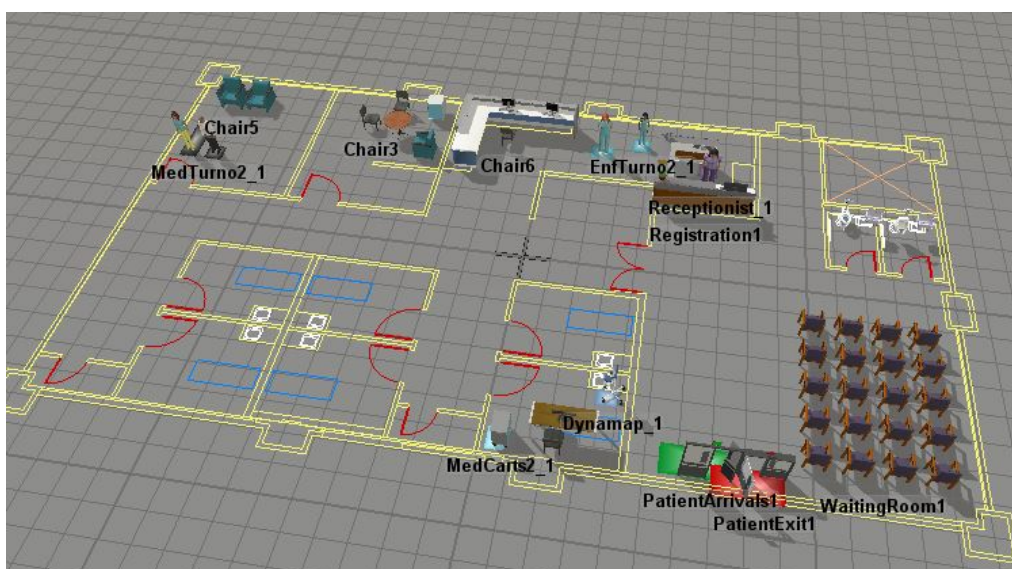 Chair5
MedTurno2_1
Chair3
Chair6
EnfTurno2_1
Receptionist_1
Registration1
Dynamap_1
MedCarts2_1
PatientArrivals1
PatientExit1
WaitingRoom1